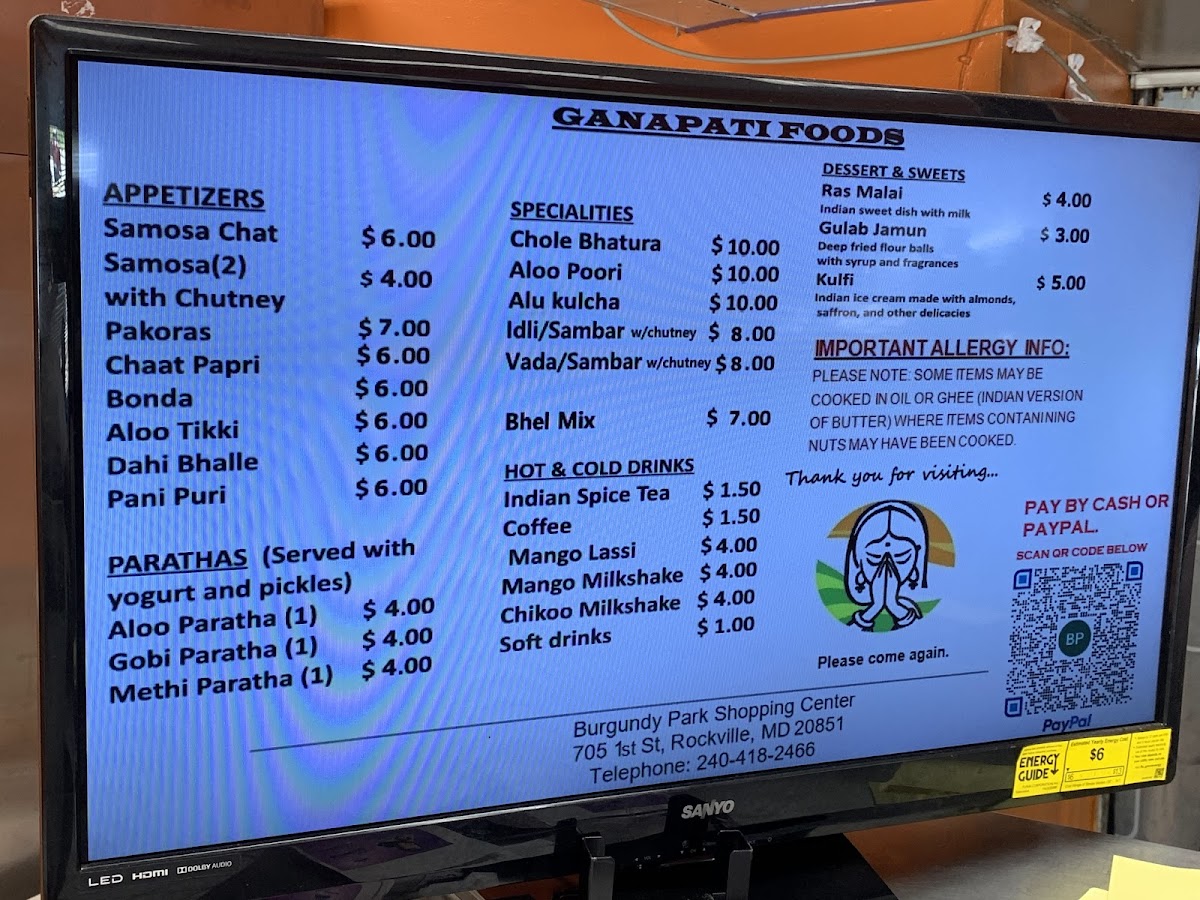 GANAPATI FOODS
APPETIZERS
Samosa Chat $6.00
Samosa(2) $4.00
with Chutney
Pakoras $7.00
Chaat Papri $6.00
Bonda $6.00
Aloo Tikki $6.00
Dahi Bhalle $6.00
Pani Puri $6.00
PARATHAS (Served with
yogurt and pickles)
Aloo Paratha (1) $4.00
Gobi Paratha (1) $4.00
Methi Paratha (1) $4.00
SPECIALITIES
Chole Bhatura $10.00
Aloo Poori $10.00
Alu kulcha $10.00
Idli/Sambar w/chutney $ 8.00
Vada/Sambar w/chutney $8.00
Bhel Mix $ 7.00
HOT & COLD DRINKS
Indian Spice Tea $1.50
Coffee $1.50
Mango Lassi $4.00
Mango Milkshake $4.00
Chikoo Milkshake $4.00
Soft drinks $1.00
DESSERT & SWEETS
Ras Malai $4.00
Indian sweet dish with milk
Gulab Jamun $3.00
Deep fried flour balls
with syrup and fragrances
Kulfi $5.00
Indian ice cream made with almonds,
saffron, and other delicacies
IMPORTANT ALLERGY INFO:
PLEASE NOTE: SOME ITEMS MAY BE
COOKED IN OIL OR GHEE (INDIAN VERSION
OF BUTTER) WHERE ITEMS CONTANINING
NUTS MAY HAVE BEEN COOKED.
Thank you for visiting...
Please come again.
PAY BY CASH OR
PAYPAL.
SCAN QR CODE BELOW
BP
PayPal
Burgundy Park Shopping Center
705 1st St, Rockville, MD 20851
Telephone: 240-418-2466
ENERGY
GUIDE
Estimated Yearly Energy Cost
$6
SANYO
LED HDMI DOLBY AUDIO